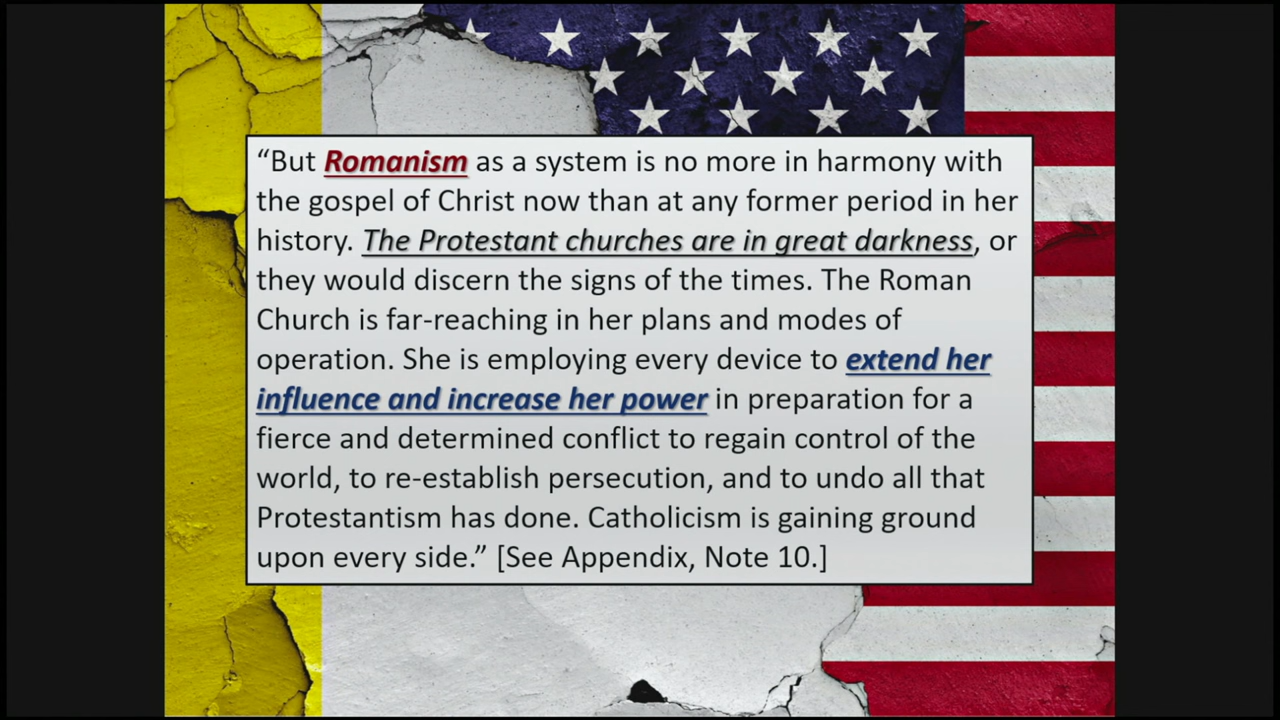 “But Romanism as a system is no more in harmony with
the gospel of Christ now than at any former period in her
history. The Protestant churches are in great darkness, or
they would discern the signs of the times. The Roman
Church is far-reaching in her plans and modes of
operation. She is employing every device to extend her
influence and increase her power in preparation for a
fierce and determined conflict to regain control of the
world, to re-establish persecution, and to undo all that
Protestantism has done. Catholicism is gaining ground
upon every side.” [See Appendix, Note 10.]